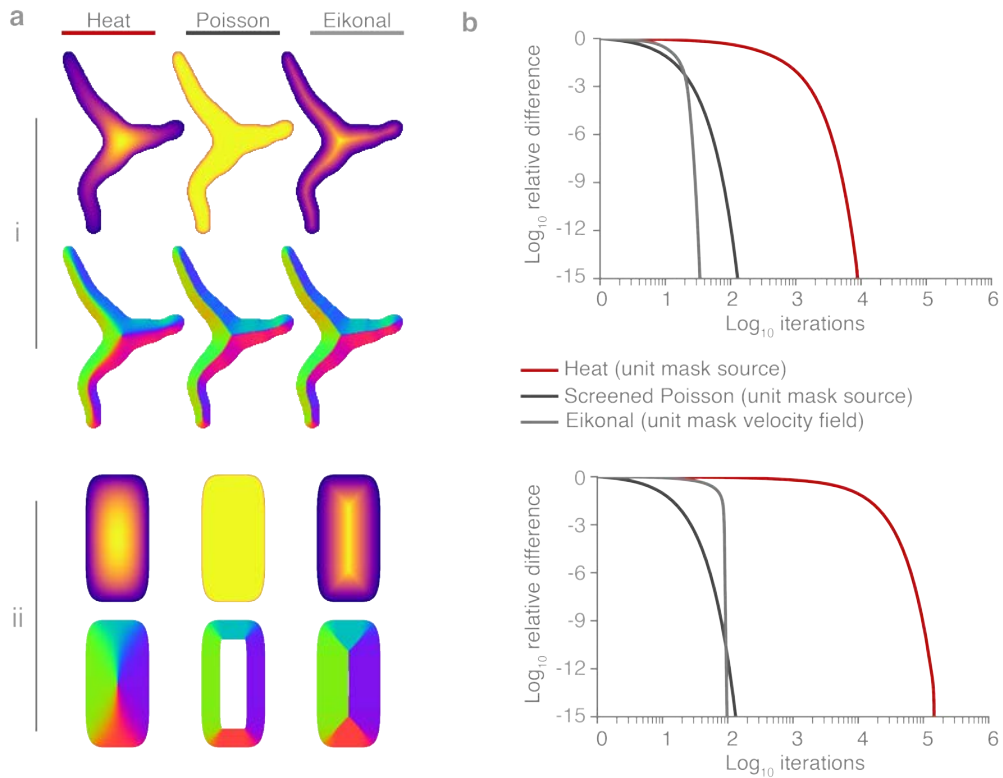 a
Heat Poisson Eikonal
i
ii
b
Log10 relative difference
0
-3
-6
-9
-12
-15
0 1 2 3 4 5 6
Log10 iterations
Heat (unit mask source)
Screened Poisson (unit mask source)
Eikonal (unit mask velocity field)
Log10 relative difference
0
-3
-6
-9
-12
-15
0 1 2 3 4 5 6
Log10 iterations